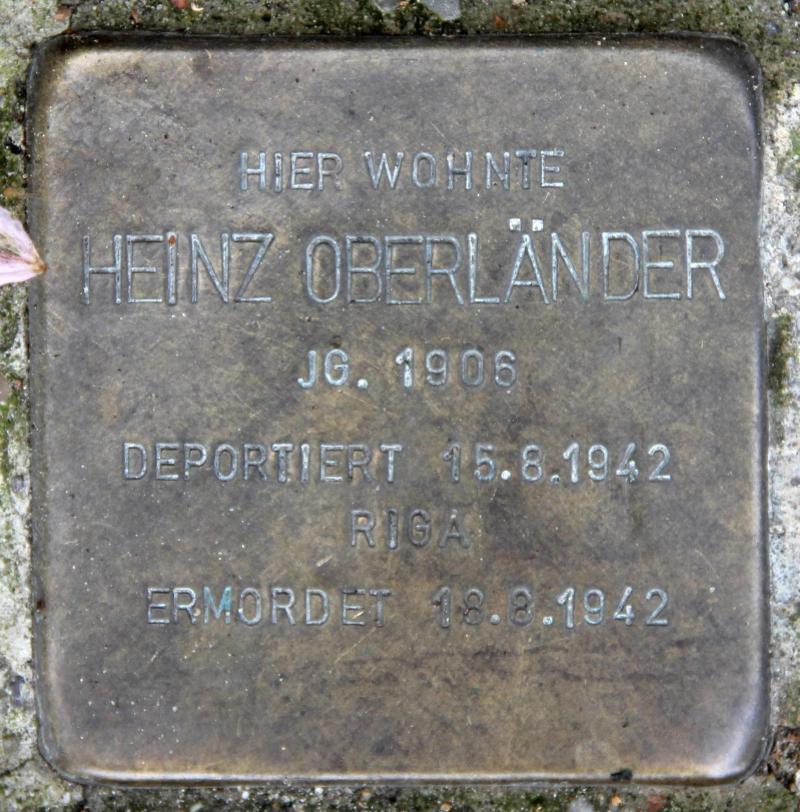 HIER WOHNTE
HEINZ OBERLÄNDER
JG. 1906
DEPORTIERT 15.8.1942
RIGA
ERMORDET 18.8.1942